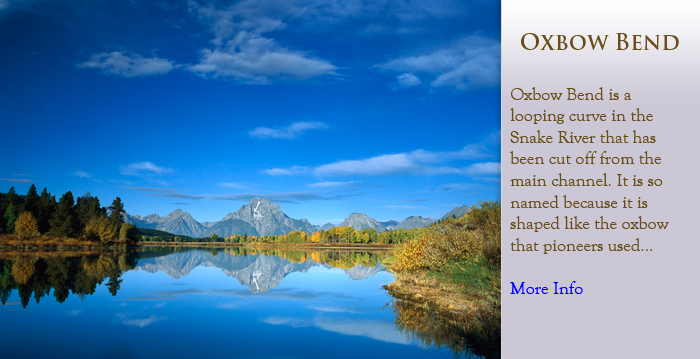 Oxbow Bend
Oxbow Bend is a
looping curve in the
Snake River that has
been cut off from the
main channel. It is so
named because it is
shaped like the oxbow
that pioneers used...
More Info